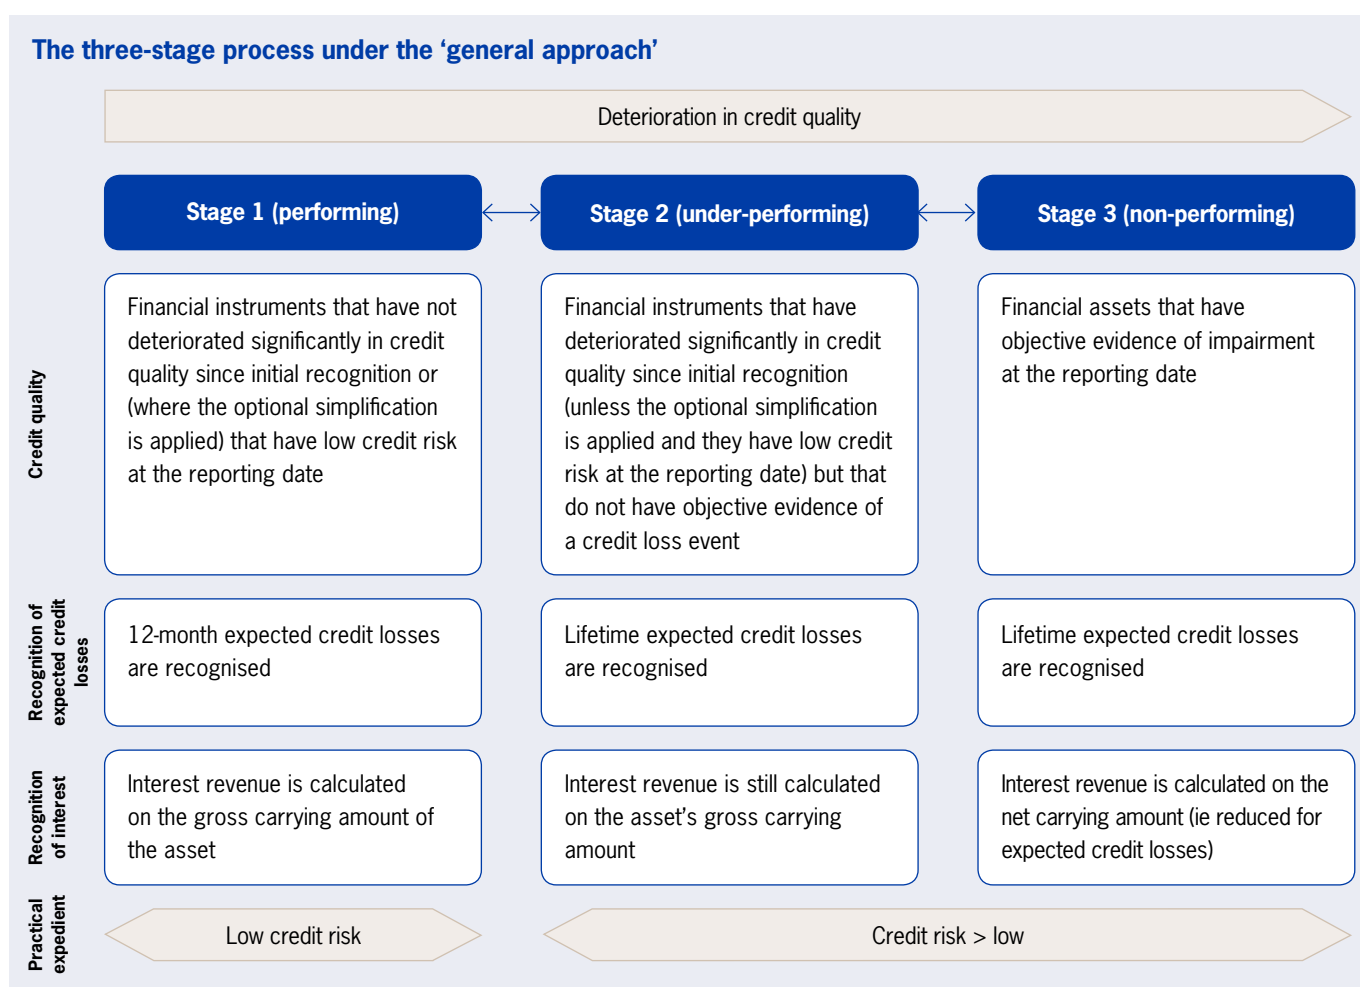 The three-stage process under the ‘general approach’
Deterioration in credit quality
Stage 1 (performing)
Stage 2 (under-performing)
Stage 3 (non-performing)
Credit quality
Financial instruments that have not
deteriorated significantly in credit
quality since initial recognition or
(where the optional simplification
is applied) that have low credit risk
at the reporting date
Financial instruments that have
deteriorated significantly in credit
quality since initial recognition
(unless the optional simplification
is applied and they have low credit
risk at the reporting date) but that
do not have objective evidence of
a credit loss event
Financial assets that have
objective evidence of impairment
at the reporting date
Recognition of
expected credit
losses
12-month expected credit losses
are recognised
Lifetime expected credit losses
are recognised
Lifetime expected credit losses
are recognised
Recognition
of interest
Interest revenue is calculated
on the gross carrying amount of
the asset
Interest revenue is still calculated
on the asset’s gross carrying
amount
Interest revenue is calculated on the
net carrying amount (ie reduced for
expected credit losses)
Practical
expedient
Low credit risk
Credit risk > low